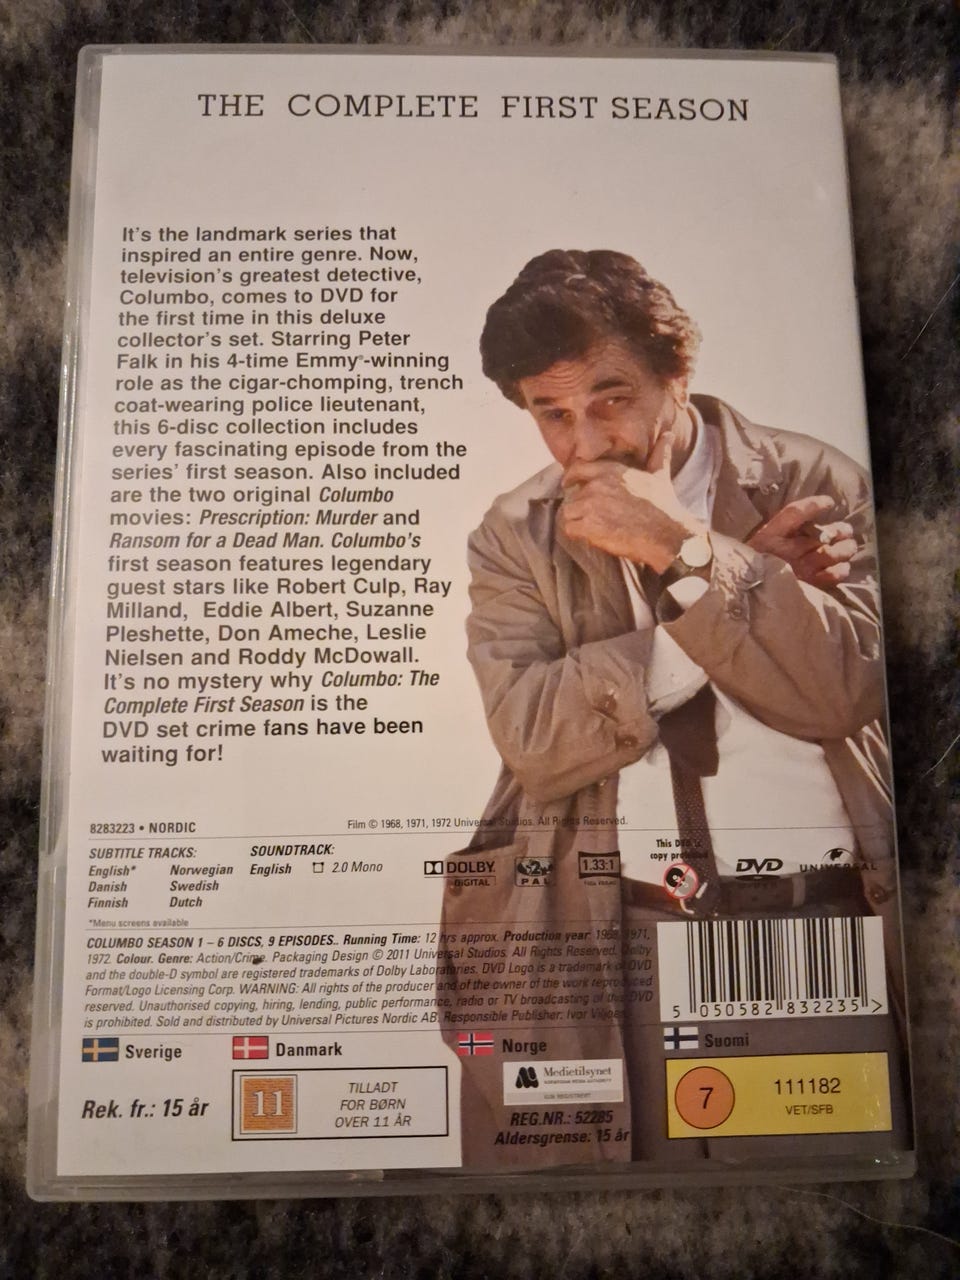 THE COMPLETE FIRST SEASON
It's the landmark series that
inspired an entire genre. Now,
television's greatest detective,
Columbo, comes to DVD for
the first time in this deluxe
collector's set. Starring Peter
Falk in his 4-time Emmy®-winning
role as the cigar-chomping, trench
coat-wearing police lieutenant,
this 6-disc collection includes
every fascinating episode from the
series' first season. Also included
are the two original Columbo
movies: Prescription: Murder and
Ransom for a Dead Man. Columbo's
first season features legendary
guest stars like Robert Culp, Ray
Milland, Eddie Albert, Suzanne
Pleshette, Don Ameche, Leslie
Nielsen and Roddy McDowall.
It's no mystery why Columbo: The
Complete First Season is the
DVD set crime fans have been
waiting for!
8283223 • NORDIC
Film © 1968, 1971, 1972 Universal Studios. All Rights Reserved.
SUBTITLE TRACKS:
English* Norwegian
Danish Swedish
Finnish Dutch
*Menu screens available
SOUNDTRACK:
English 2.0 Mono
DOLBY
DIGITAL
2
PAL
1.33:1
This DVD is
copy protected
DVD
VIDEO
UNIVERSAL
COLUMBO SEASON 1 – 6 DISCS, 9 EPISODES.. Running Time: 12 hrs approx. Production year: 1968, 1971,
1972. Colour. Genre: Action/Crime. Packaging Design © 2011 Universal Studios. All Rights Reserved. Dolby
and the double-D symbol are registered trademarks of Dolby Laboratories. DVD Logo is a trademark of DVD
Format/Logo Licensing Corp. WARNING: All rights of the producer and of the owner of the work reproduced
reserved. Unauthorised copying, hiring, lending, public performance, radio or TV broadcasting of this DVD
is prohibited. Sold and distributed by Universal Pictures Nordic AB. Responsible Publisher: Ivor
5 050582 832235 >
Sverige
Danmark
Norge
Suomi
Rek. fr.: 15 år
11
TILLADT
FOR BØRN
OVER 11 ÅR
Medietilsynet
NORWEGIAN MEDIA AUTHORITY
REGISTRERT
REG.NR.: 52285
Aldersgrense: 15 år
7
111182
VET/SFB